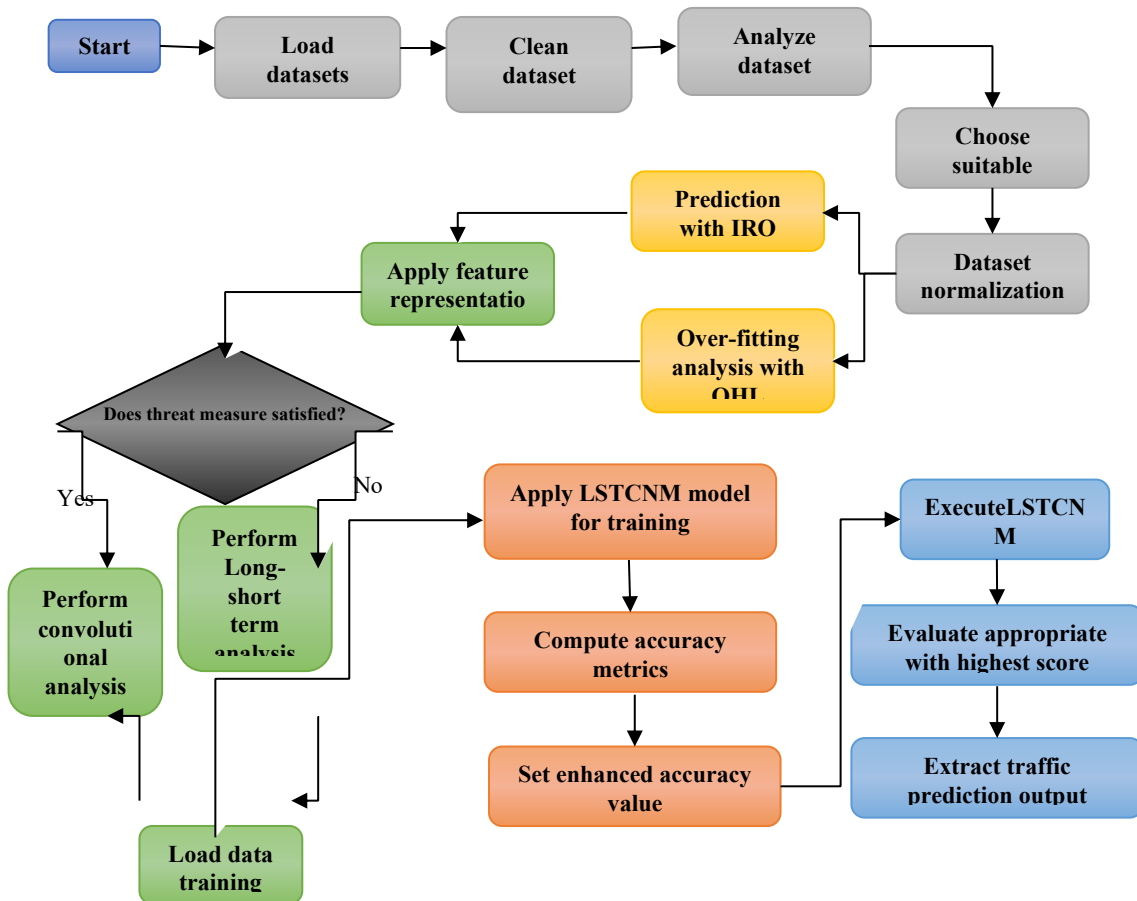 Start
Load
datasets
Clean
dataset
Analyze
dataset
Choose
suitable
Prediction
with IRO
Dataset
normalization
Apply feature
representatio
Over-fitting
analysis with
OHL
Does threat measure satisfied?
Yes
No
Perform
Long-
short
term
analysis
Perform
convoluti
onal
analysis
Apply LSTCNM model
for training
ExecuteLSTCN
M
Compute accuracy
metrics
Evaluate appropriate
with highest score
Set enhanced accuracy
value
Extract traffic
prediction output
Load data
training